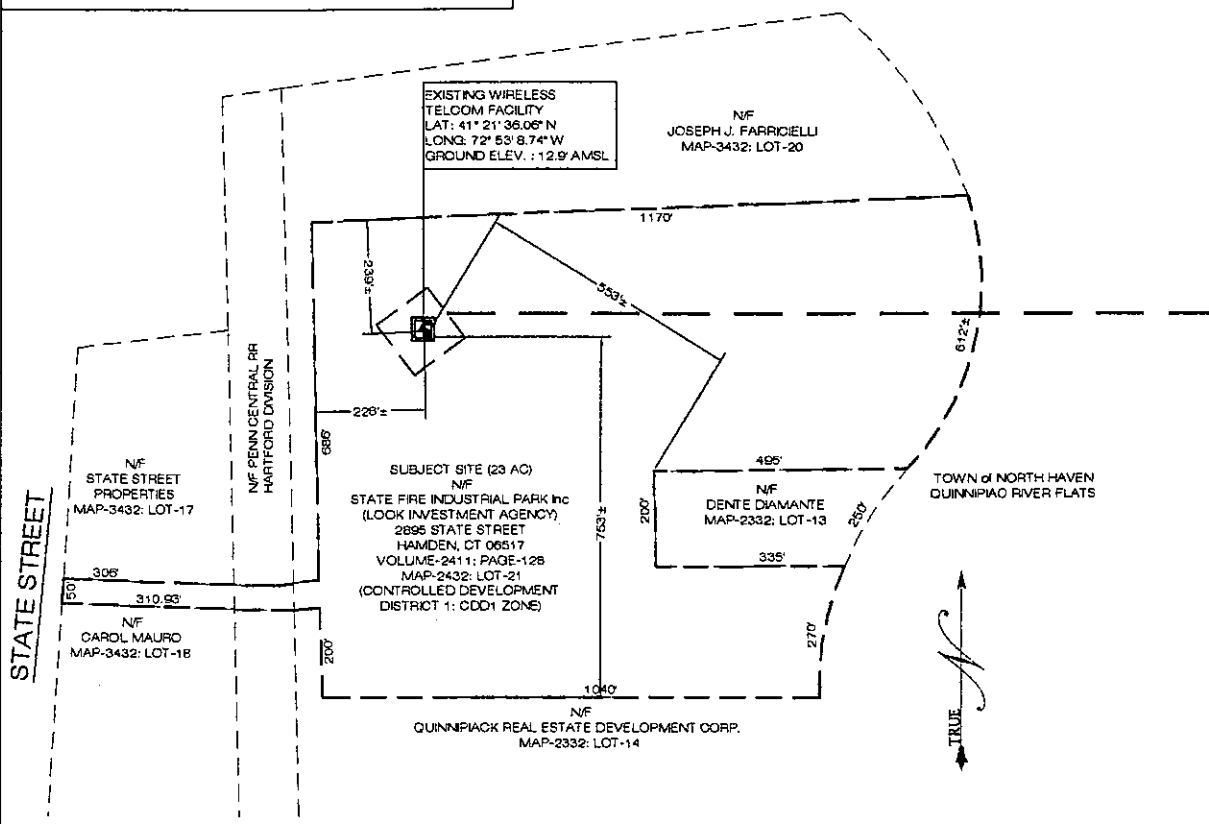 EXISTING WIRELESS
TELCOM FACILITY
LAT: 41° 21' 36.06" N
LONG: 72° 53' 8.74" W
GROUND ELEV. : 12.9' AMSL
N/F
JOSEPH J. FARRICIELLI
MAP-3432: LOT-20
1170'
239'±
553'±
612'±
N/F PENN CENTRAL RR
HARTFORD DIVISION
226'±
686'
753'±
N/F
STATE STREET
PROPERTIES
MAP-3432: LOT-17
SUBJECT SITE (23 AC)
N/F
STATE FIRE INDUSTRIAL PARK Inc
(LOOK INVESTMENT AGENCY)
2895 STATE STREET
HAMDEN, CT 06517
VOLUME-2411: PAGE-128
MAP-2432: LOT-21
(CONTROLLED DEVELOPMENT
DISTRICT 1: CDD1 ZONE)
495'
N/F
DENTE DIAMANTE
MAP-2332: LOT-13
200'
335'
250'
TOWN of NORTH HAVEN
QUINNIPIAC RIVER FLATS
STATE STREET
306'
50'
310.93'
N/F
CAROL MAURO
MAP-3432: LOT-18
200'
270'
1040'
N/F
QUINNIPIACK REAL ESTATE DEVELOPMENT CORP.
MAP-2332: LOT-14
N
TRUE